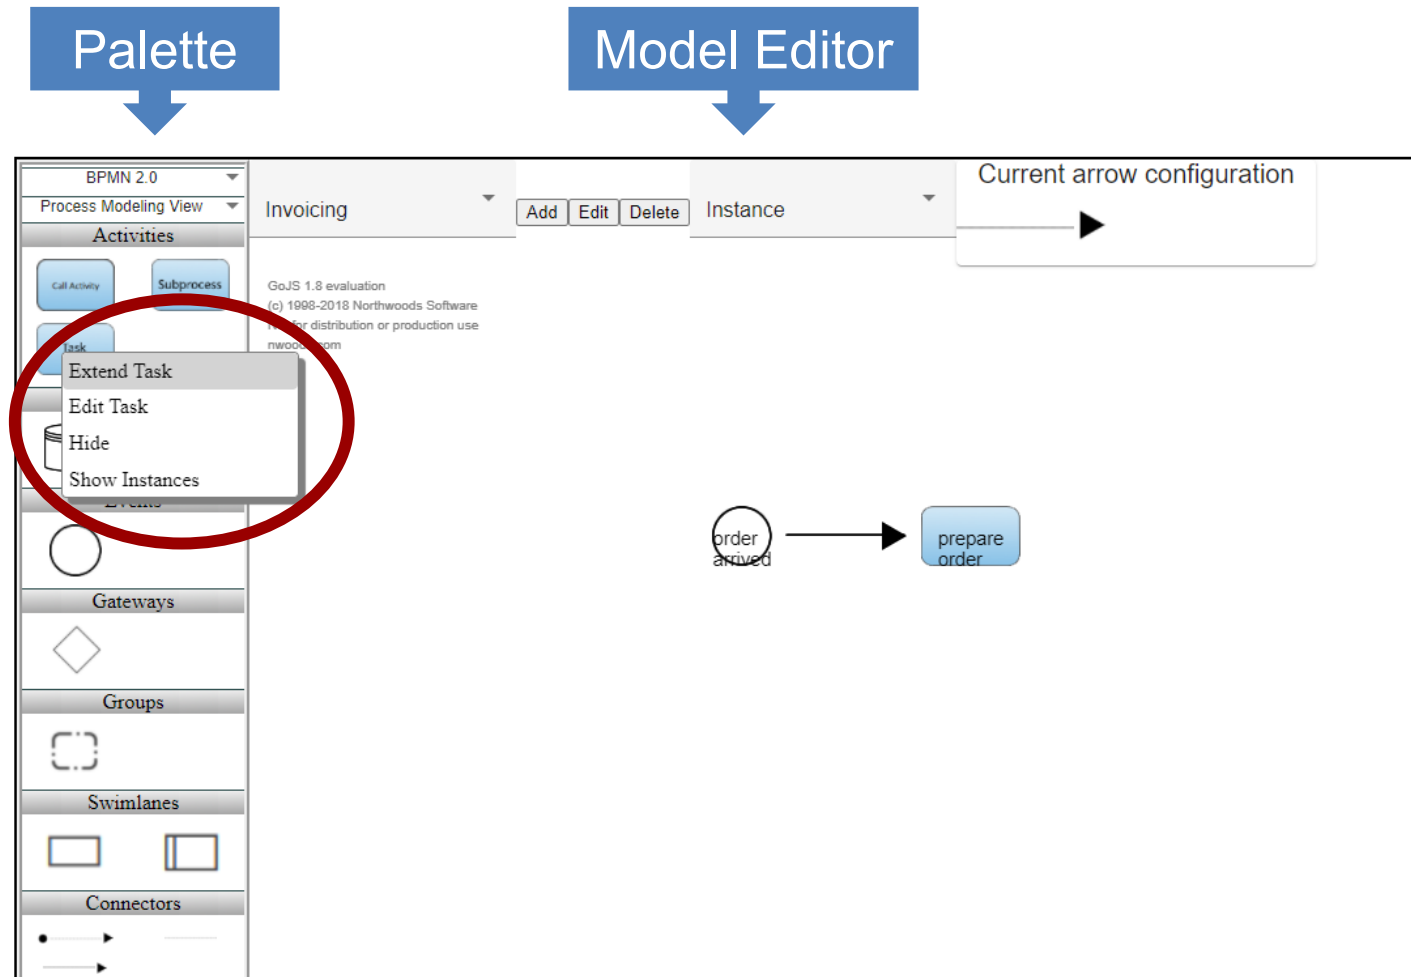 Palette
Model Editor
BPMN 2.0
Process Modeling View
Activities
Call Activity
Subprocess
Task
Extend Task
Edit Task
Hide
Show Instances
Events
Gateways
Groups
Swimlanes
Connectors
Invoicing
Add Edit Delete
Instance
Current arrow configuration
GoJS 1.8 evaluation
(c) 1998-2018 Northwoods Software
for distribution or production use
order
arrived
prepare
order